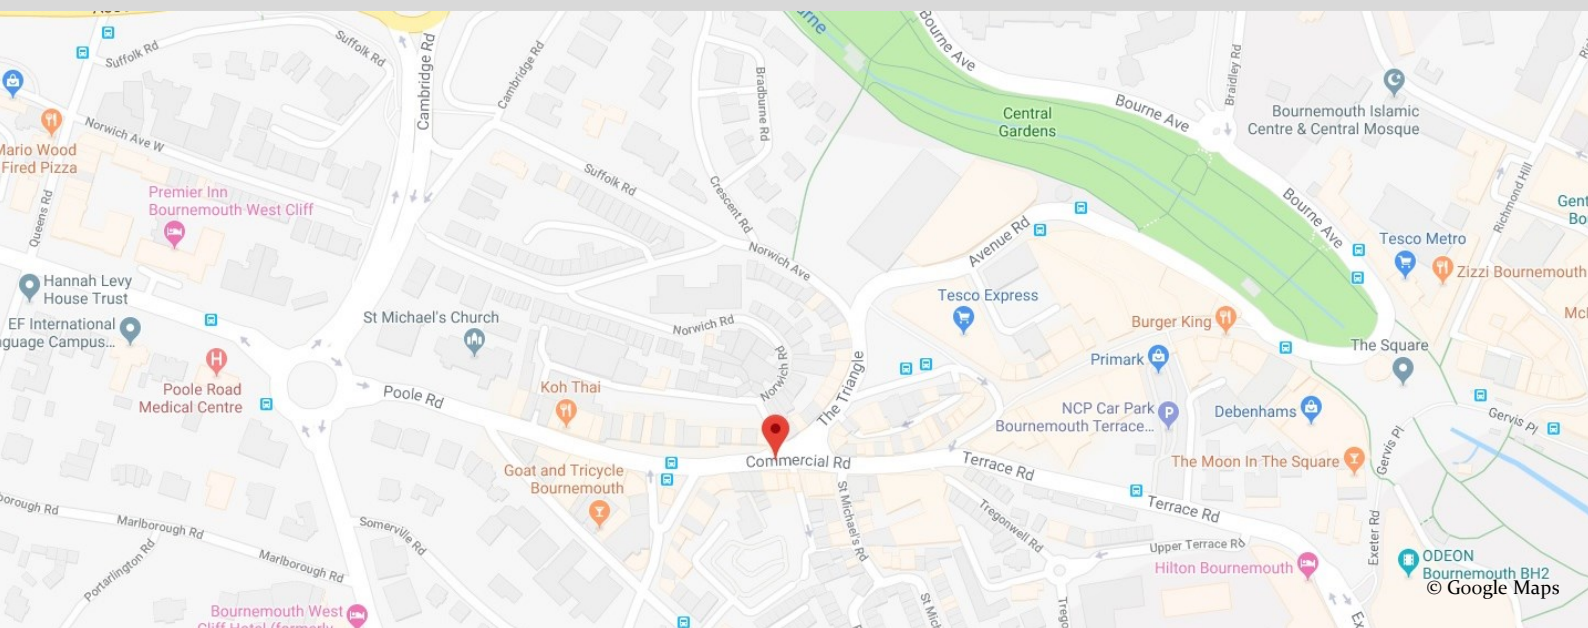 Suffolk Rd
Suffolk Rd
Cambridge Rd
Cambridge Rd
Bradburne Rd
Bourne Ave
Braidley Rd
Bourne Ave
Central
Gardens
Bournemouth Islamic
Centre & Central Mosque
Norwich Ave W
Mario Wood
Fired Pizza
Premier Inn
Bournemouth West Cliff
Queens Rd
Suffolk Rd
Crescent Rd
Norwich Ave
Avenue Rd
Bourne Ave
Richmond Hill
Tesco Metro
Zizzi Bournemouth
Hannah Levy
House Trust
EF International
guage Campus...
St Michael's Church
Norwich Rd
Norwich Rd
Tesco Express
Burger King
The Square
Primark
The Triangle
Poole Road
Medical Centre
Poole Rd
Koh Thai
NCP Car Park
Bournemouth Terrace...
Debenhams
Gervis Pl
Gervis Pl
The Moon In The Square
Commercial Rd
Terrace Rd
Goat and Tricycle
Bournemouth
St Michael's Rd
Tregonwell Rd
Terrace Rd
Marlborough Rd
Somerville Rd
Marlborough Rd
Portarlington Rd
Upper Terrace Rd
Exeter Rd
Hilton Bournemouth
ODEON
Bournemouth BH2
© Google Maps
Bournemouth West